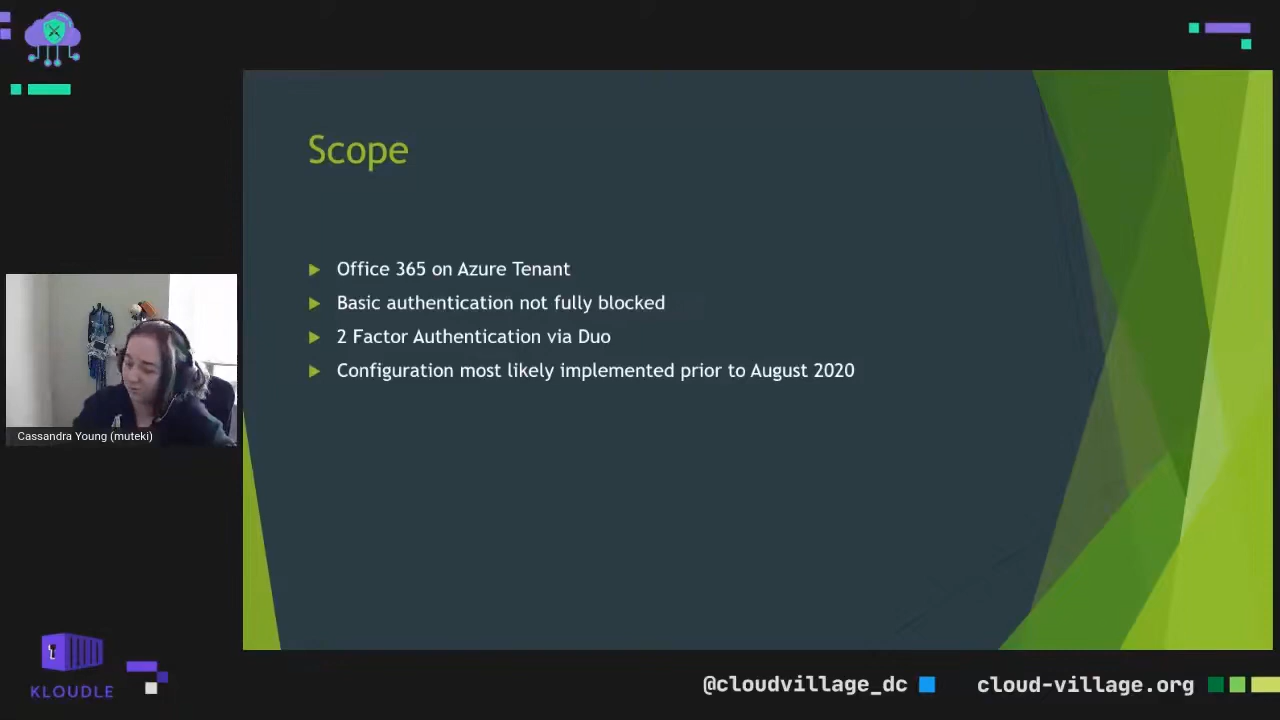 Scope
Office 365 on Azure Tenant
Basic authentication not fully blocked
2 Factor Authentication via Duo
Configuration most likely implemented prior to August 2020
Cassandra Young (muteki)
KLOUDLE
@cloudvillage_dc
cloud-village.org